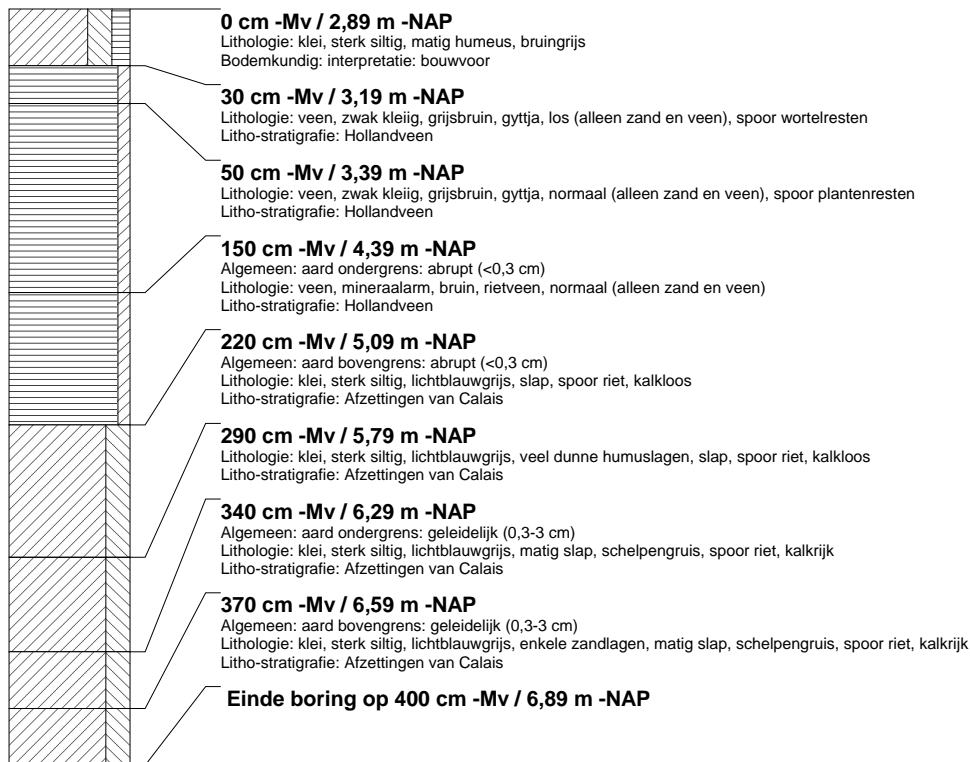 0 cm -Mv / 2,89 m -NAP
Lithologie: klei, sterk siltig, matig humeus, bruingrijs
Bodemkundig: interpretatie: bouwvoor
30 cm -Mv / 3,19 m -NAP
Lithologie: veen, zwak kleiig, grijsbruin, gyttja, los (alleen zand en veen), spoor wortelresten
Litho-stratigrafie: Hollandveen
50 cm -Mv / 3,39 m -NAP
Lithologie: veen, zwak kleiig, grijsbruin, gyttja, normaal (alleen zand en veen), spoor plantenresten
Litho-stratigrafie: Hollandveen
150 cm -Mv / 4,39 m -NAP
Algemeen: aard ondergrens: abrupt (<0,3 cm)
Lithologie: veen, mineraalarm, bruin, rietveen, normaal (alleen zand en veen)
Litho-stratigrafie: Hollandveen
220 cm -Mv / 5,09 m -NAP
Algemeen: aard bovengrens: abrupt (<0,3 cm)
Lithologie: klei, sterk siltig, lichtblauwgrijs, slap, spoor riet, kalkloos
Litho-stratigrafie: Afzettingen van Calais
290 cm -Mv / 5,79 m -NAP
Lithologie: klei, sterk siltig, lichtblauwgrijs, veel dunne humuslagen, slap, spoor riet, kalkloos
Litho-stratigrafie: Afzettingen van Calais
340 cm -Mv / 6,29 m -NAP
Algemeen: aard ondergrens: geleidelijk (0,3-3 cm)
Lithologie: klei, sterk siltig, lichtblauwgrijs, matig slap, schelpengruis, spoor riet, kalkrijk
Litho-stratigrafie: Afzettingen van Calais
370 cm -Mv / 6,59 m -NAP
Algemeen: aard bovengrens: geleidelijk (0,3-3 cm)
Lithologie: klei, sterk siltig, lichtblauwgrijs, enkele zandlagen, matig slap, schelpengruis, spoor riet, kalkrijk
Litho-stratigrafie: Afzettingen van Calais
Einde boring op 400 cm -Mv / 6,89 m -NAP